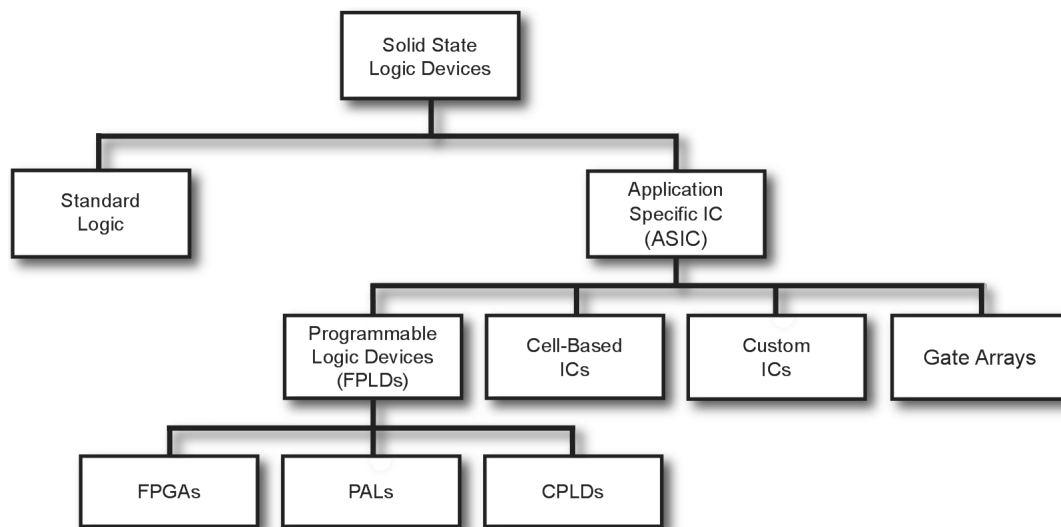 Solid State
Logic Devices
Standard
Logic
Application
Specific IC
(ASIC)
Programmable
Logic Devices
(FPLDs)
Cell-Based
ICs
Custom
ICs
Gate Arrays
FPGAs
PALs
CPLDs